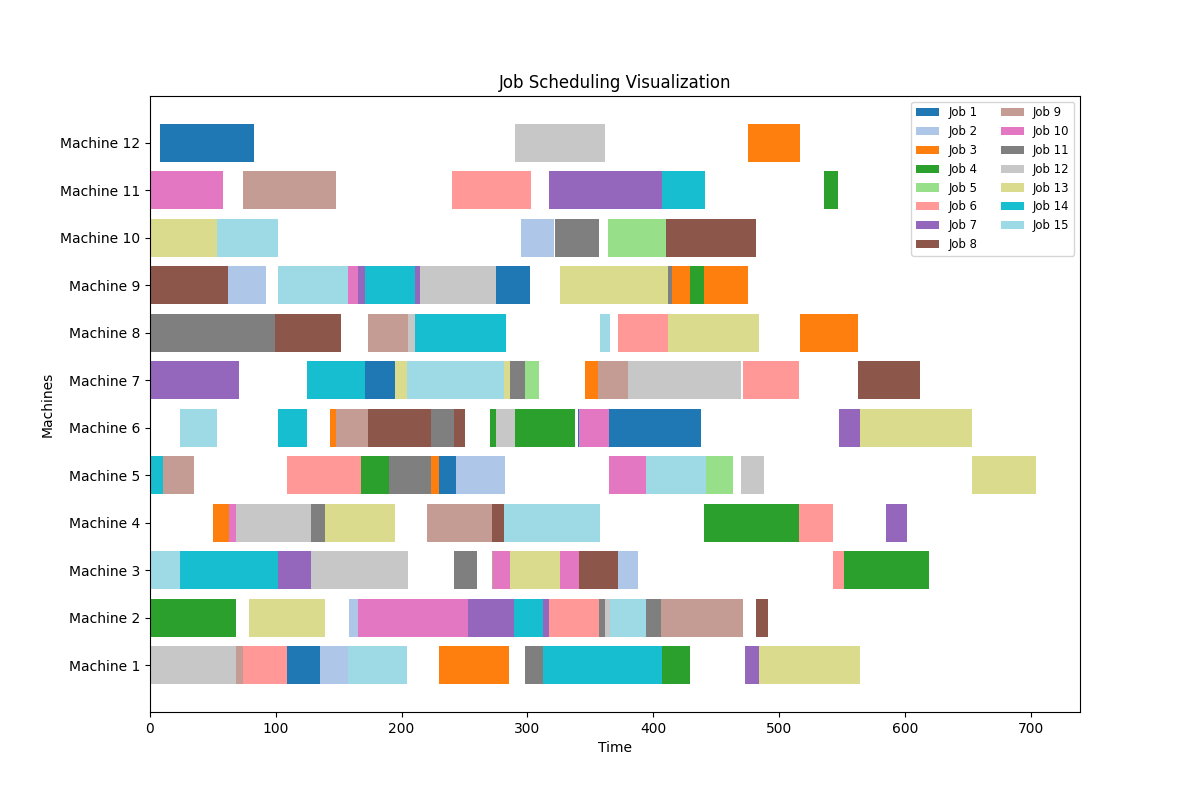 Job Scheduling Visualization
Machine 12
Machine 11
Machine 10
Machine 9
Machine 8
Machine 7
Machine 6
Machine 5
Machine 4
Machine 3
Machine 2
Machine 1
Machines
0 100 200 300 400 500 600 700
Time
Job 1
Job 2
Job 3
Job 4
Job 5
Job 6
Job 7
Job 8
Job 9
Job 10
Job 11
Job 12
Job 13
Job 14
Job 15